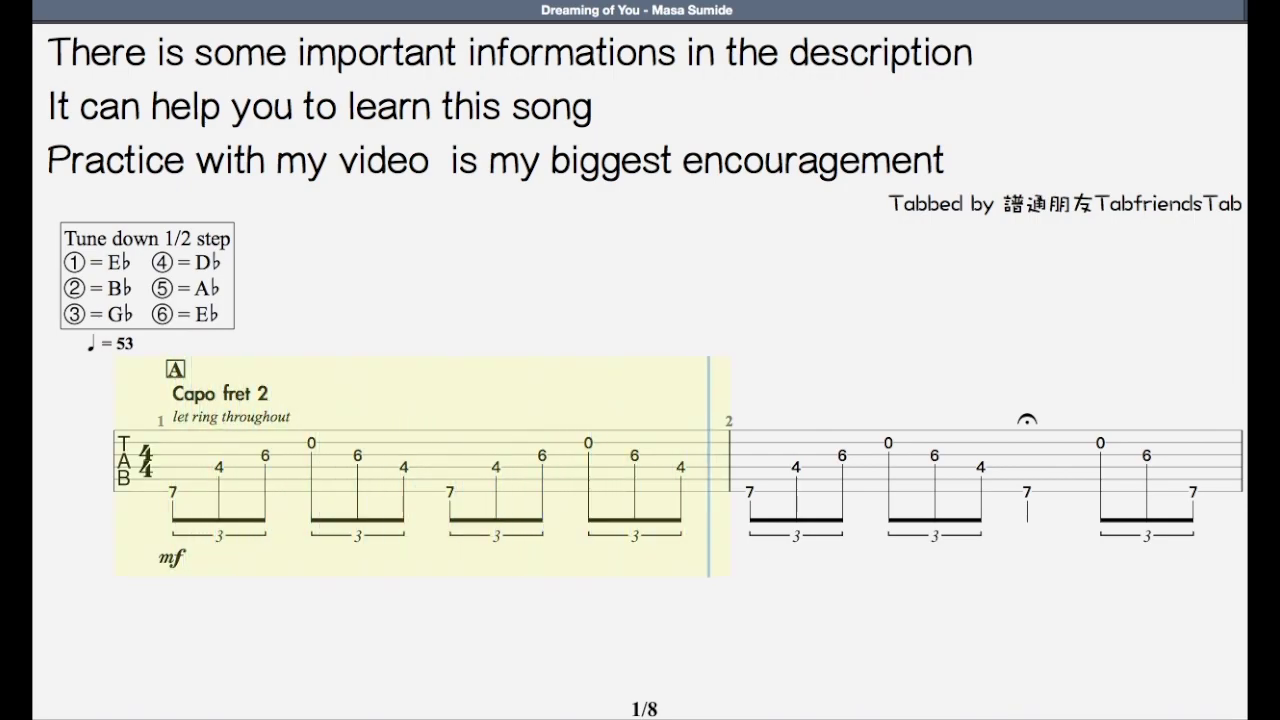 Dreaming of You - Masa Sumide
There is some important informations in the description
It can help you to learn this song
Practice with my video  is my biggest encouragement
Tabbed by 譜通朋友TabfriendsTab
Tune down 1/2 step
① = E♭ ④ = D♭
② = B♭ ⑤ = A♭
③ = G♭ ⑥ = E♭
♩ = 53
A
Capo fret 2
1 let ring throughout 2
T A B 4/4
0 0 0 0
6 6 6 6 6 6 6
4 4 4 4 4 4
7 7 7 7 7
3 3 3 3 3 3 3
mf
1/8